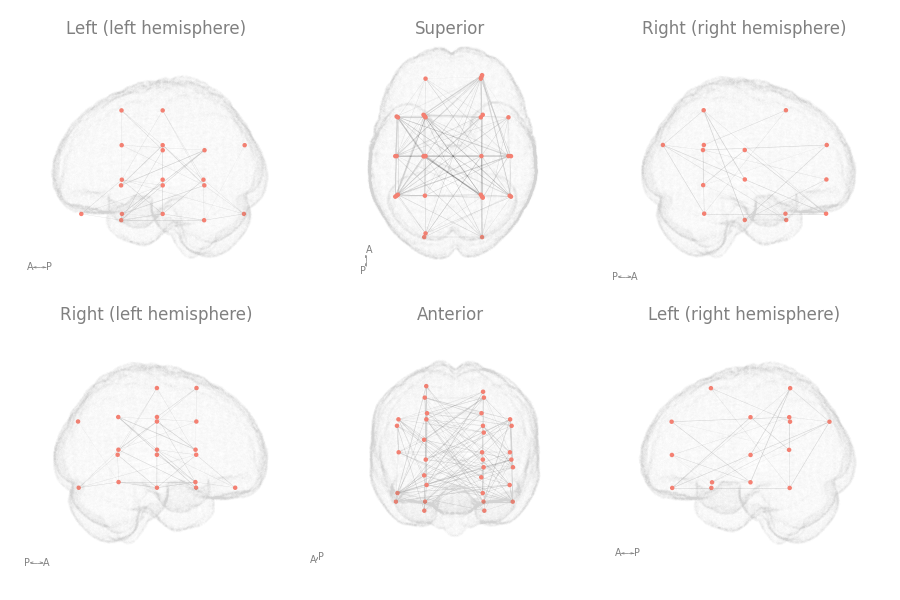 Left (left hemisphere)
Superior
Right (right hemisphere)
A
P
A P
P A
Right (left hemisphere)
Anterior
Left (right hemisphere)
P A
A P
A P